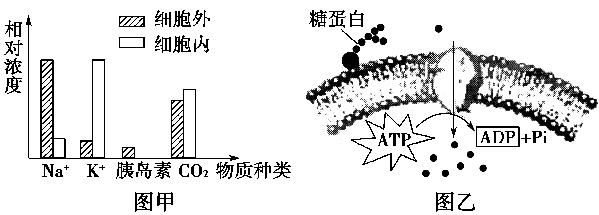 相对浓度
细胞外
细胞内
Na⁺ K⁺ 胰岛素 CO₂ 物质种类
图甲
糖蛋白
ATP
ADP+Pi
图乙